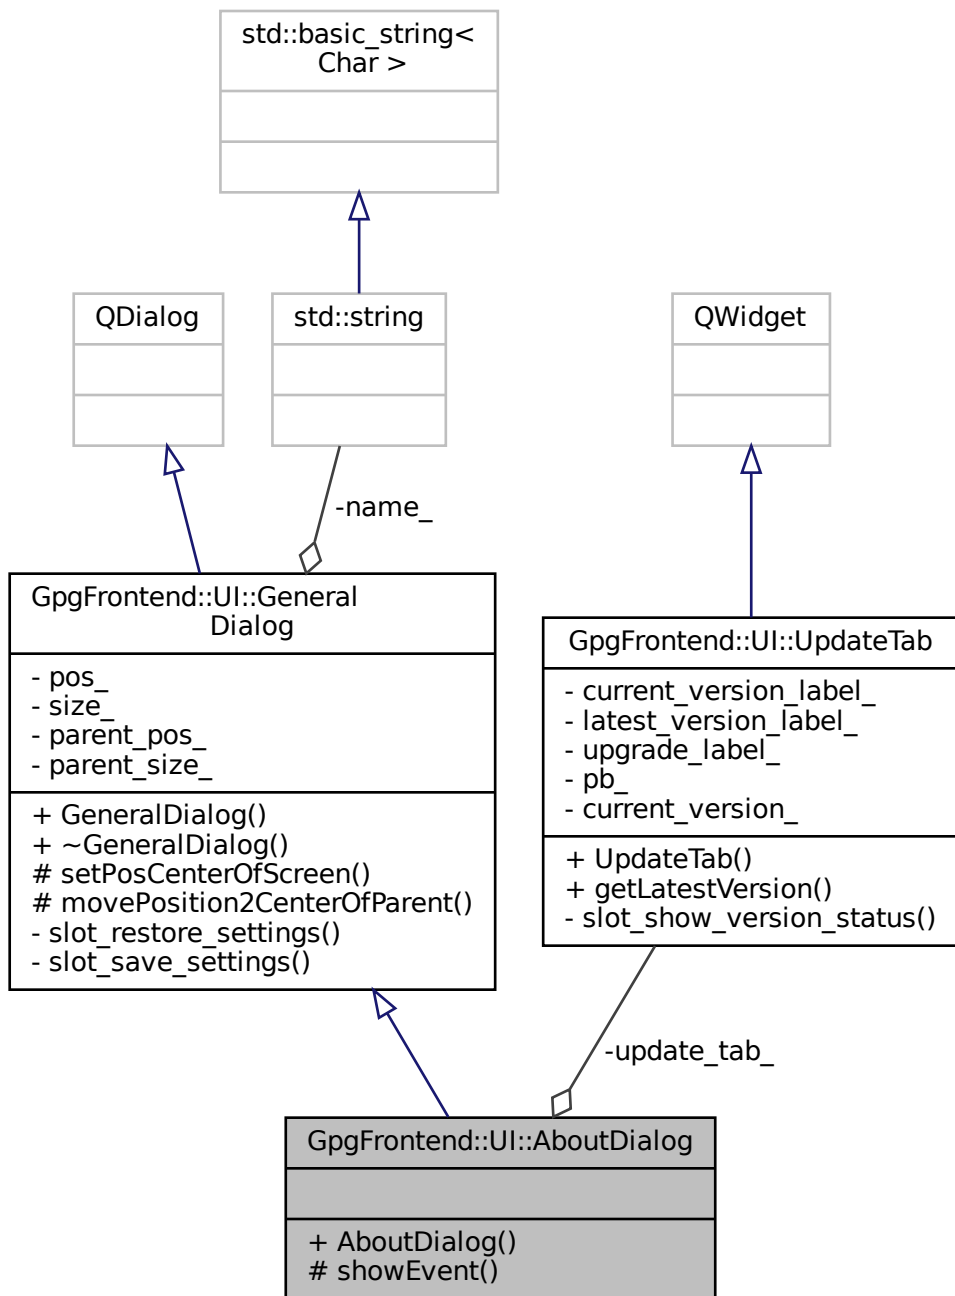 std::basic_string<
Char >
QDialog
std::string
QWidget
-name_
GpgFrontend::UI::General
Dialog
- pos_
- size_
- parent_pos_
- parent_size_
+ GeneralDialog()
+ ~GeneralDialog()
# setPosCenterOfScreen()
# movePosition2CenterOfParent()
- slot_restore_settings()
- slot_save_settings()
GpgFrontend::UI::UpdateTab
- current_version_label_
- latest_version_label_
- upgrade_label_
- pb_
- current_version_
+ UpdateTab()
+ getLatestVersion()
- slot_show_version_status()
-update_tab_
GpgFrontend::UI::AboutDialog
+ AboutDialog()
# showEvent()